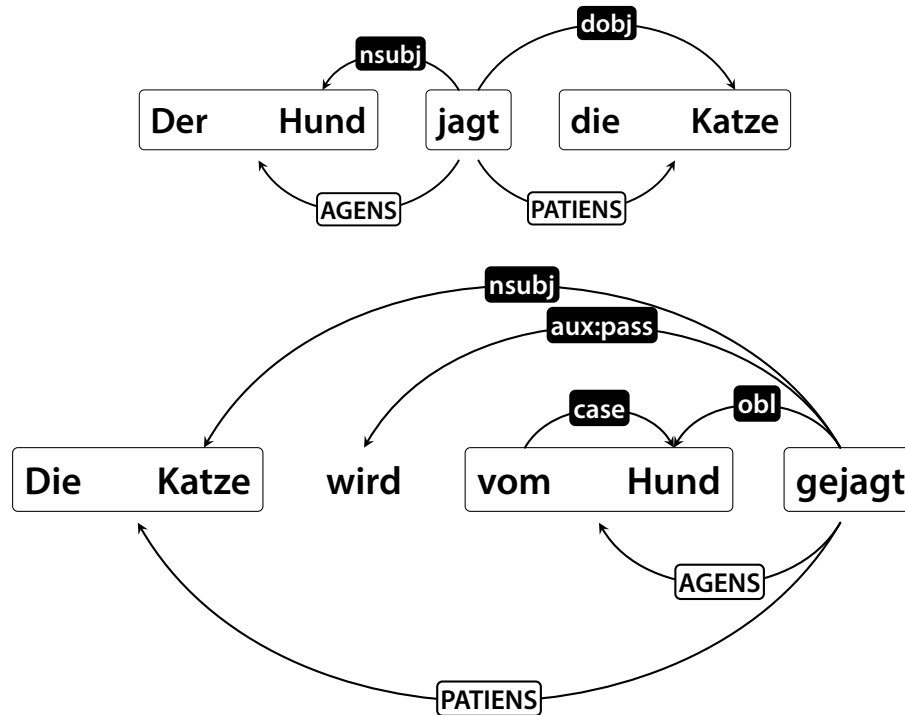 dobj
nsubj
Der Hund jagt die Katze
AGENS PATIENS
nsubj
aux:pass
case obl
Die Katze wird vom Hund gejagt
AGENS
PATIENS